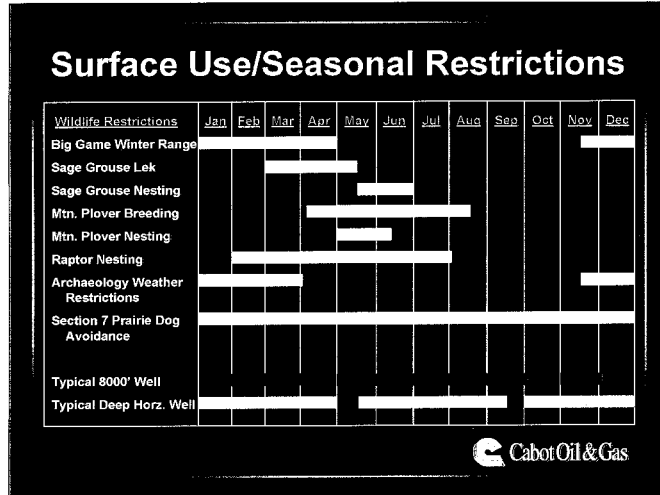 Surface Use/Seasonal Restrictions
Wildlife Restrictions Jan Feb Mar Apr May Jun Jul Aug Sep Oct Nov Dec
Big Game Winter Range
Sage Grouse Lek
Sage Grouse Nesting
Mtn. Plover Breeding
Mtn. Plover Nesting
Raptor Nesting
Archaeology Weather
Restrictions
Section 7 Prairie Dog
Avoidance
Typical 8000' Well
Typical Deep Horz. Well
Cabot Oil & Gas